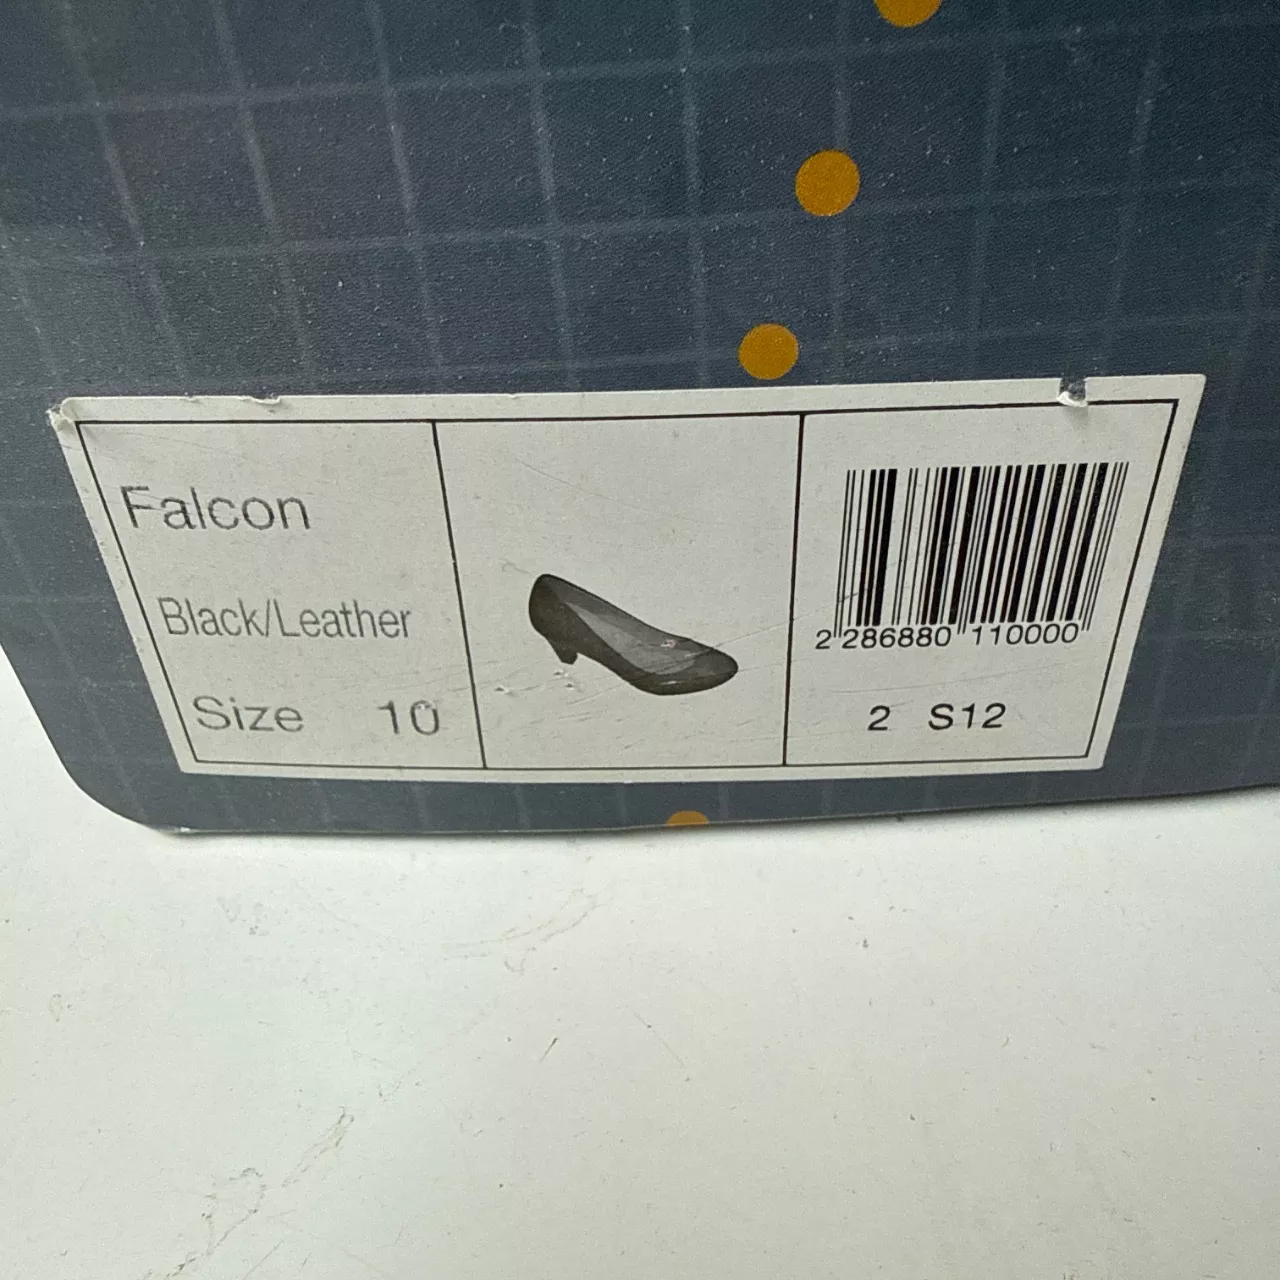 Falcon
Black/Leather
Size 10
2 286880 110000
2 S12